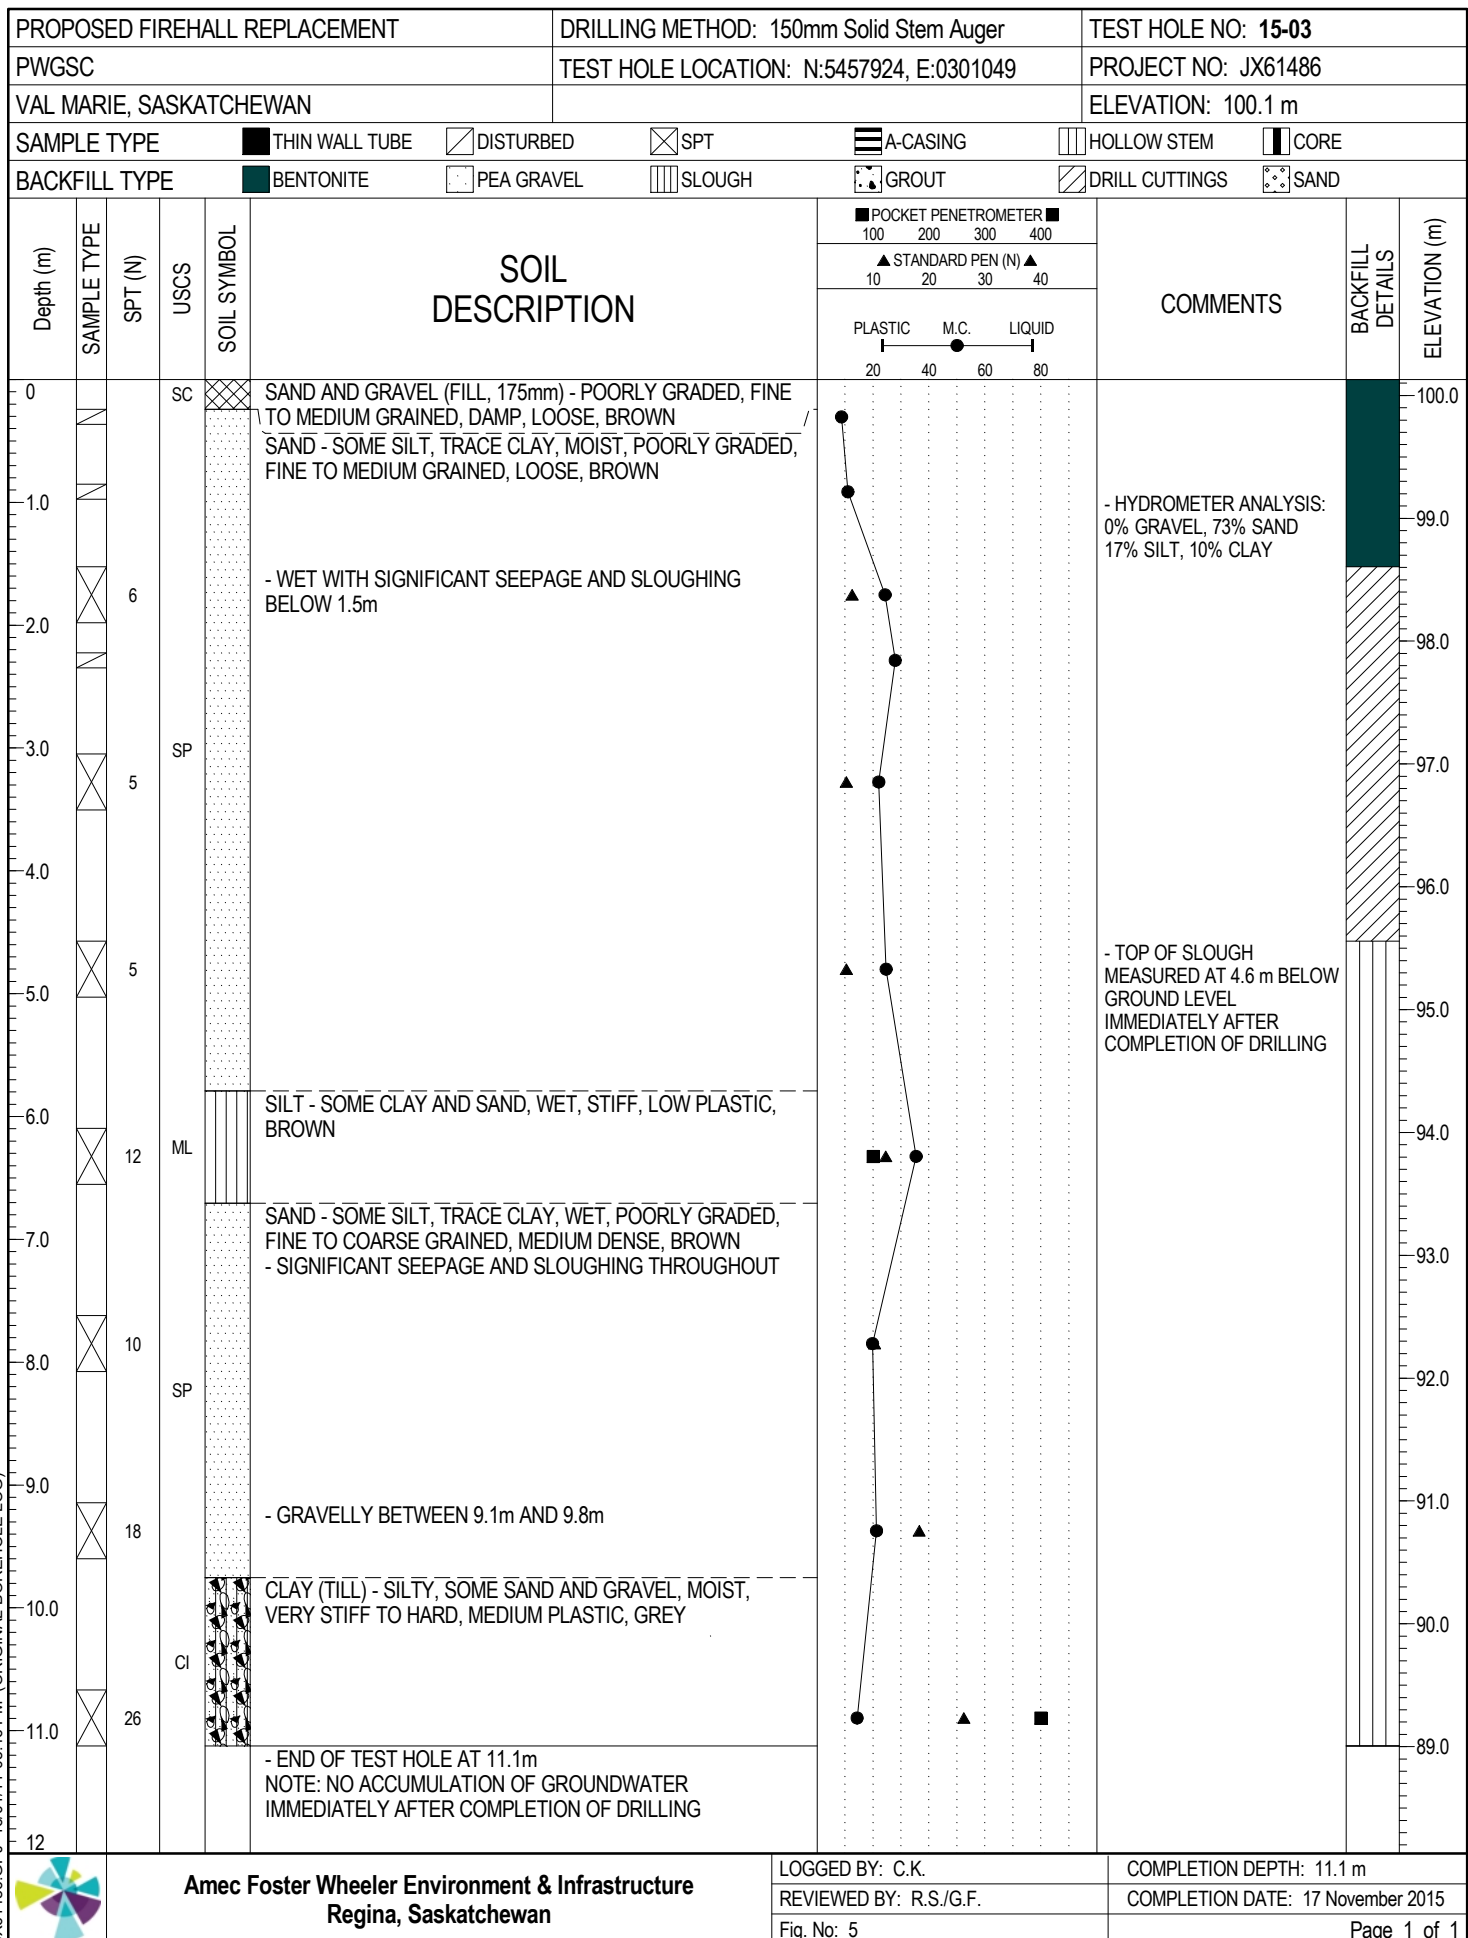 PROPOSED FIREHALL REPLACEMENT
DRILLING METHOD: 150mm Solid Stem Auger
TEST HOLE NO: 15-03
PWGSC
TEST HOLE LOCATION: N:5457924, E:0301049
PROJECT NO: JX61486
VAL MARIE, SASKATCHEWAN
ELEVATION: 100.1 m
SAMPLE TYPE
THIN WALL TUBE
DISTURBED
SPT
A-CASING
HOLLOW STEM
CORE
BACKFILL TYPE
BENTONITE
PEA GRAVEL
SLOUGH
GROUT
DRILL CUTTINGS
SAND
Depth (m)
SAMPLE TYPE
SPT (N)
USCS
SOIL SYMBOL
SOIL
DESCRIPTION
POCKET PENETROMETER
100 200 300 400
STANDARD PEN (N)
10 20 30 40
PLASTIC M.C. LIQUID
20 40 60 80
COMMENTS
BACKFILL
DETAILS
ELEVATION (m)
0
SC
SAND AND GRAVEL (FILL, 175mm) - POORLY GRADED, FINE
TO MEDIUM GRAINED, DAMP, LOOSE, BROWN
100.0
SAND - SOME SILT, TRACE CLAY, MOIST, POORLY GRADED,
FINE TO MEDIUM GRAINED, LOOSE, BROWN
1.0
- HYDROMETER ANALYSIS:
0% GRAVEL, 73% SAND
17% SILT, 10% CLAY
99.0
6
- WET WITH SIGNIFICANT SEEPAGE AND SLOUGHING
BELOW 1.5m
2.0
98.0
3.0
SP
97.0
5
4.0
96.0
5
- TOP OF SLOUGH
MEASURED AT 4.6 m BELOW
GROUND LEVEL
IMMEDIATELY AFTER
COMPLETION OF DRILLING
5.0
95.0
SILT - SOME CLAY AND SAND, WET, STIFF, LOW PLASTIC,
BROWN
6.0
94.0
12
ML
SAND - SOME SILT, TRACE CLAY, WET, POORLY GRADED,
FINE TO COARSE GRAINED, MEDIUM DENSE, BROWN
- SIGNIFICANT SEEPAGE AND SLOUGHING THROUGHOUT
7.0
93.0
10
8.0
92.0
SP
9.0
91.0
18
- GRAVELLY BETWEEN 9.1m AND 9.8m
CLAY (TILL) - SILTY, SOME SAND AND GRAVEL, MOIST,
VERY STIFF TO HARD, MEDIUM PLASTIC, GREY
10.0
90.0
CI
26
11.0
89.0
- END OF TEST HOLE AT 11.1m
NOTE: NO ACCUMULATION OF GROUNDWATER
IMMEDIATELY AFTER COMPLETION OF DRILLING
12
Amec Foster Wheeler Environment & Infrastructure
Regina, Saskatchewan
LOGGED BY: C.K.
COMPLETION DEPTH: 11.1 m
REVIEWED BY: R.S./G.F.
COMPLETION DATE: 17 November 2015
Fig. No: 5
Page 1 of 1